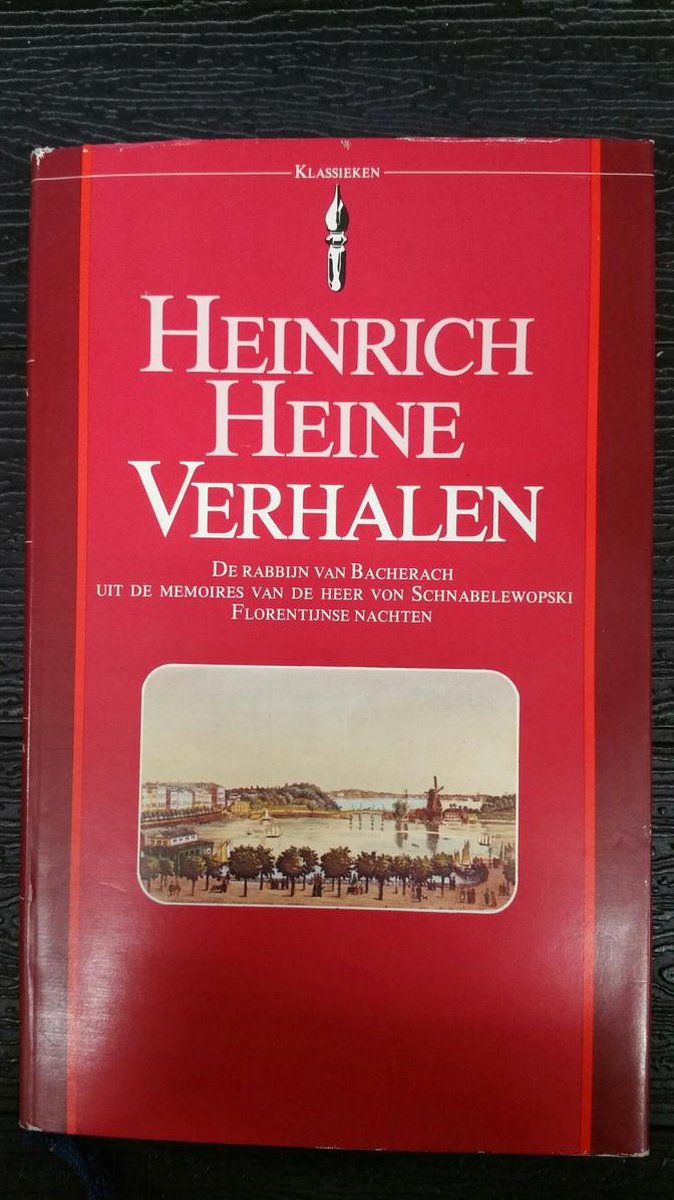 KLASSIEKEN
HEINRICH
HEINE
VERHALEN
DE RABBIJN VAN BACHERACH
UIT DE MEMOIRES VAN DE HEER VON SCHNABELEWOPSKI
FLORENTIJNSE NACHTEN